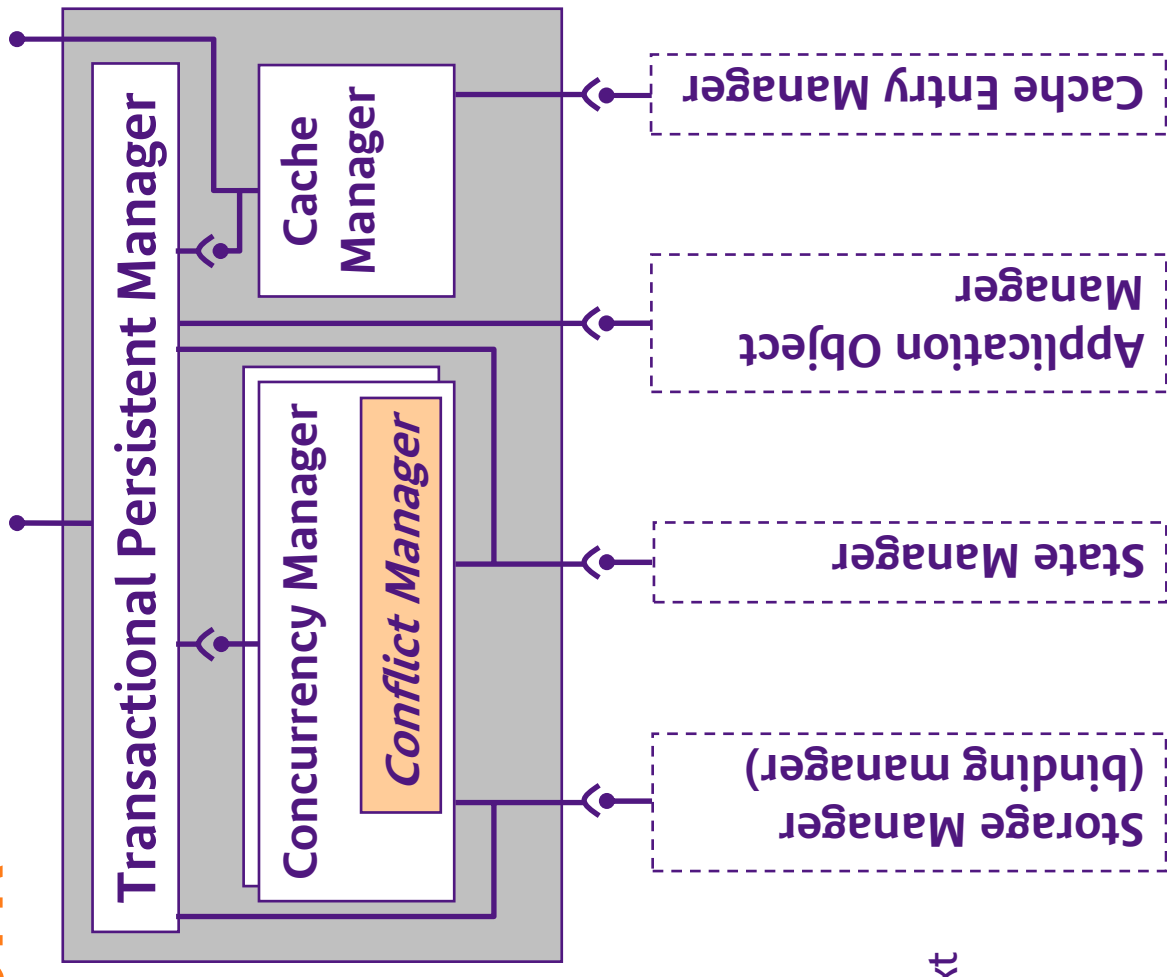 Transactional Persistent Manager
Concurrency Manager
Conflict Manager
Cache
Manager
Storage Manager
(binding manager)
State Manager
Application Object
Manager
Cache Entry Manager
xt